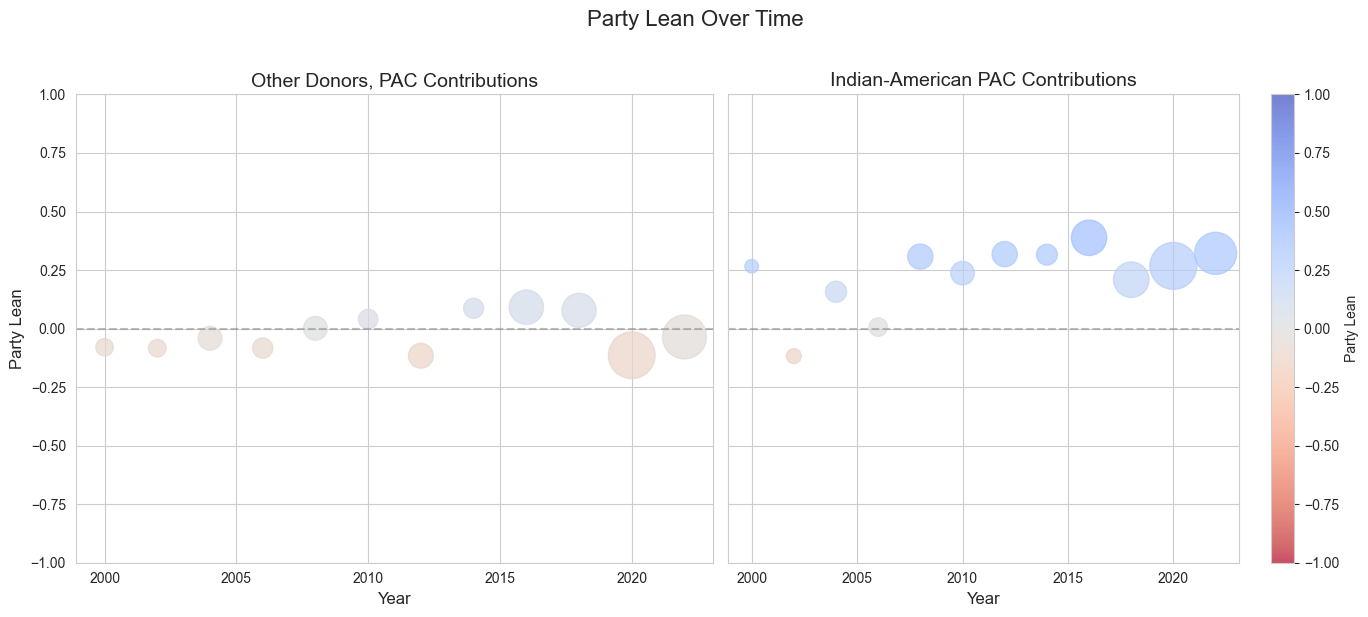 Party Lean Over Time
Other Donors, PAC Contributions
Indian-American PAC Contributions
Party Lean
1.00
0.75
0.50
0.25
0.00
−0.25
−0.50
−0.75
−1.00
2000 2005 2010 2015 2020
Year
2000 2005 2010 2015 2020
Year
1.00
0.75
0.50
0.25
0.00
−0.25
−0.50
−0.75
−1.00
Party Lean